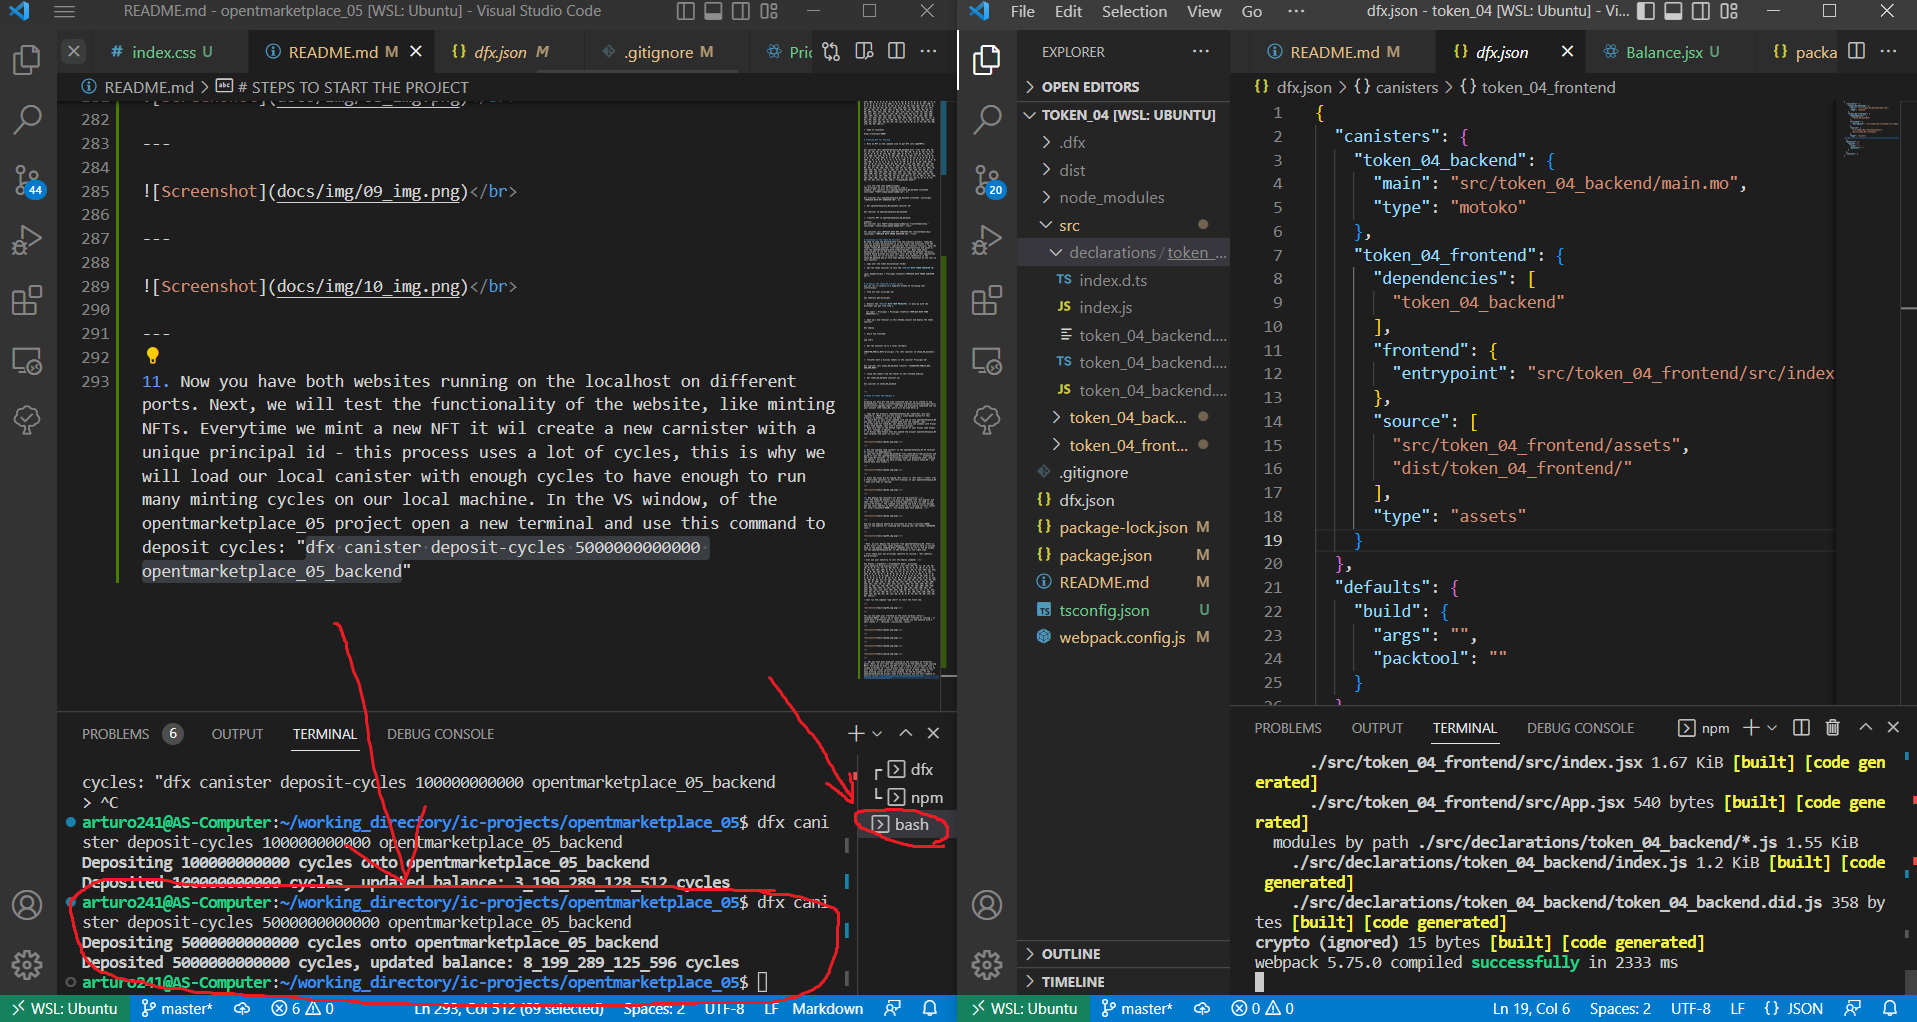 README.md - opentmarketplace_05 [WSL: Ubuntu] - Visual Studio Code
# index.css U
README.md M
{} dfx.json M
.gitignore M
Pric
README.md > # STEPS TO START THE PROJECT
282
283 ---
284
285 ![Screenshot](docs/img/09_img.png)</br>
286
287 ---
288
289 ![Screenshot](docs/img/10_img.png)</br>
290
291 ---
292
293 11. Now you have both websites running on the localhost on different
ports. Next, we will test the functionality of the website, like minting
NFTs. Everytime we mint a new NFT it wil create a new carnister with a
unique principal id - this process uses a lot of cycles, this is why we
will load our local canister with enough cycles to have enough to run
many minting cycles on our local machine. In the VS window, of the
opentmarketplace_05 project open a new terminal and use this command to
deposit cycles: "dfx canister deposit-cycles 5000000000000
opentmarketplace_05_backend"
44
PROBLEMS 6 OUTPUT TERMINAL DEBUG CONSOLE
cycles: "dfx canister deposit-cycles 100000000000 opentmarketplace_05_backend
> ^C
arturo241@AS-Computer:~/working_directory/ic-projects/opentmarketplace_05$ dfx cani
ster deposit-cycles 100000000000 opentmarketplace_05_backend
Depositing 100000000000 cycles onto opentmarketplace_05_backend
Deposited 100000000000 cycles, updated balance: 3_199_289_128_512 cycles
arturo241@AS-Computer:~/working_directory/ic-projects/opentmarketplace_05$ dfx cani
ster deposit-cycles 5000000000000 opentmarketplace_05_backend
Depositing 5000000000000 cycles onto opentmarketplace_05_backend
Deposited 5000000000000 cycles, updated balance: 8_199_289_125_596 cycles
arturo241@AS-Computer:~/working_directory/ic-projects/opentmarketplace_05$
dfx
npm
bash
WSL: Ubuntu master* 6 0 Ln 293, Col 512 (69 selected) Spaces: 2 UTF-8 LF Markdown
File Edit Selection View Go ··· dfx.json - token_04 [WSL: Ubuntu] - Vi...
20
EXPLORER
OPEN EDITORS
TOKEN_04 [WSL: UBUNTU]
.dfx
dist
node_modules
src
declarations / token_...
TS index.d.ts
JS index.js
token_04_backend....
TS token_04_backend....
JS token_04_backend....
token_04_back...
token_04_front...
.gitignore
{} dfx.json
{} package-lock.json M
{} package.json M
README.md M
TS tsconfig.json U
webpack.config.js M
OUTLINE
TIMELINE
README.md M
{} dfx.json
Balance.jsx U
{} packa
{} dfx.json > {} canisters > {} token_04_frontend
1 {
2 "canisters": {
3 "token_04_backend": {
4 "main": "src/token_04_backend/main.mo",
5 "type": "motoko"
6 },
7 "token_04_frontend": {
8 "dependencies": [
9 "token_04_backend"
10 ],
11 "frontend": {
12 "entrypoint": "src/token_04_frontend/src/index
13 },
14 "source": [
15 "src/token_04_frontend/assets",
16 "dist/token_04_frontend/"
17 ],
18 "type": "assets"
19 }
20 },
21 "defaults": {
22 "build": {
23 "args": "",
24 "packtool": ""
25 }
PROBLEMS OUTPUT TERMINAL DEBUG CONSOLE npm
./src/token_04_frontend/src/index.jsx 1.67 KiB [built] [code gen
erated]
./src/token_04_frontend/src/App.jsx 540 bytes [built] [code gene
rated]
modules by path ./src/declarations/token_04_backend/*.js 1.55 KiB
./src/declarations/token_04_backend/index.js 1.2 KiB [built] [code
generated]
./src/declarations/token_04_backend/token_04_backend.did.js 358 by
tes [built] [code generated]
crypto (ignored) 15 bytes [built] [code generated]
webpack 5.75.0 compiled successfully in 2333 ms
WSL: Ubuntu master* 0 0 Ln 19, Col 6 Spaces: 2 UTF-8 LF {} JSON